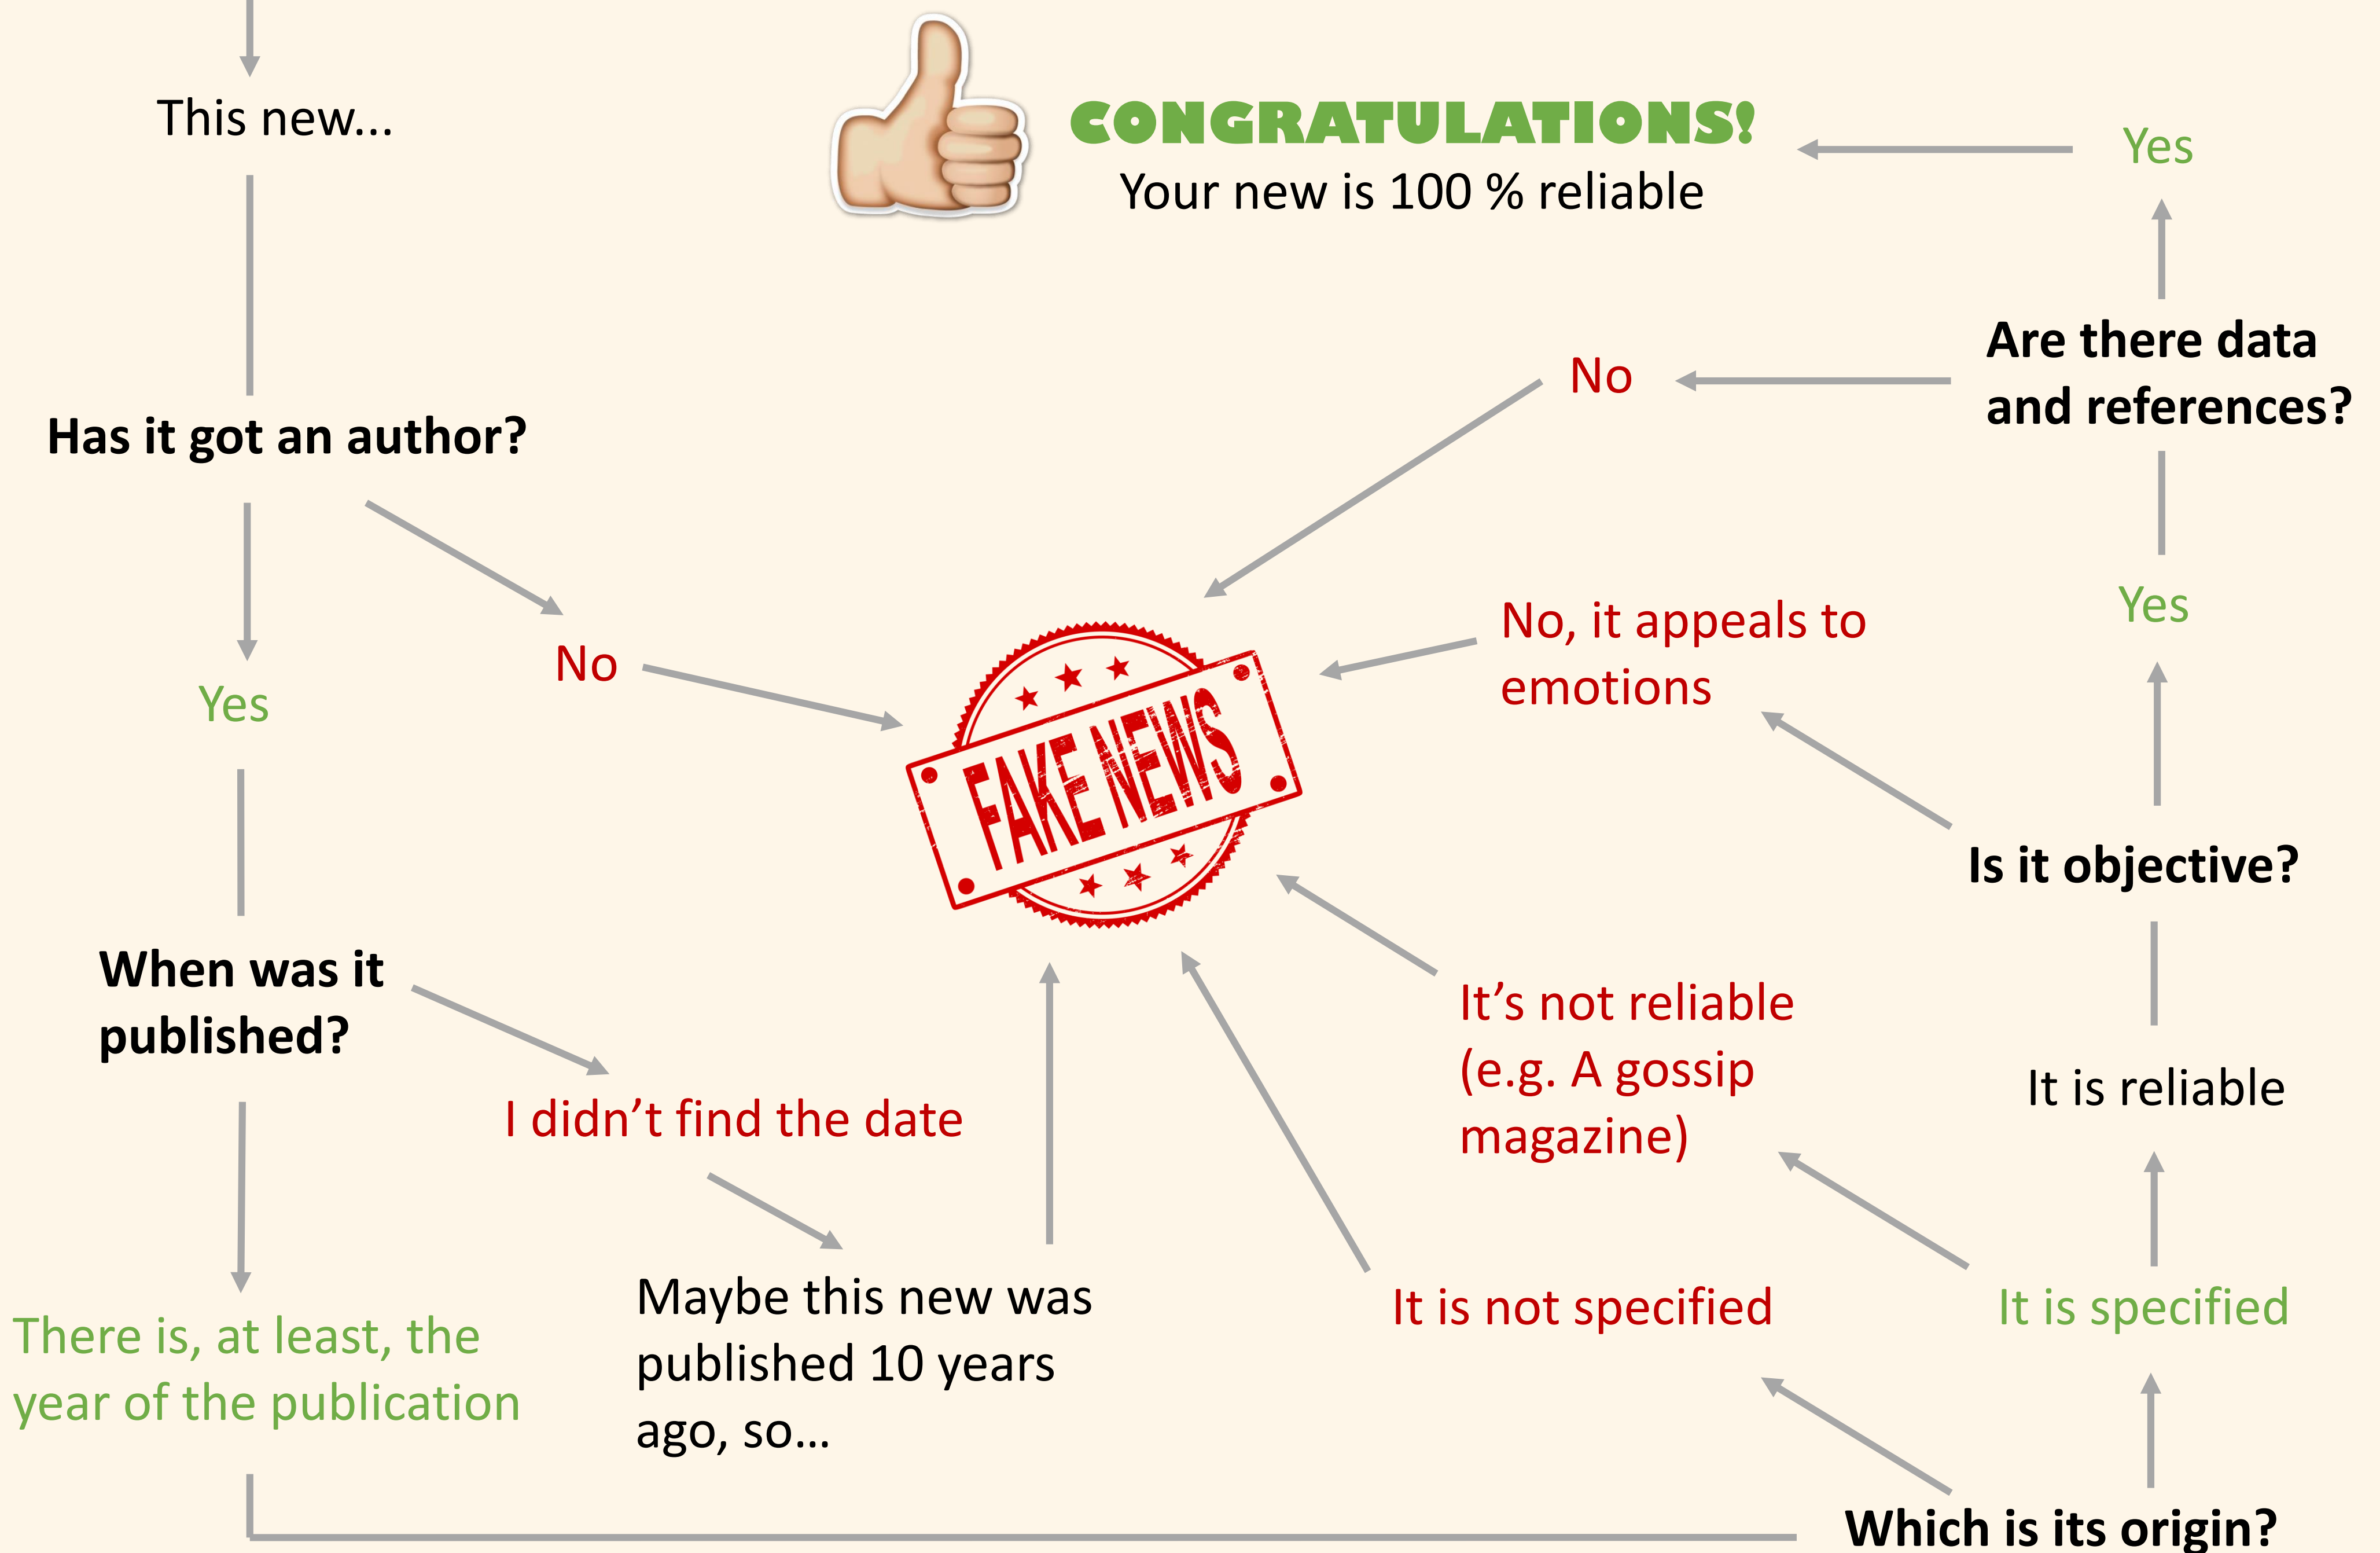 This new...
CONGRATULATIONS!
Your new is 100 % reliable
Yes
Are there data
and references?
No
Has it got an author?
Yes
No, it appeals to
emotions
No
Yes
FAKE NEWS
Is it objective?
When was it
published?
It’s not reliable
(e.g. A gossip
magazine)
It is reliable
I didn’t find the date
Maybe this new was
published 10 years
ago, so…
It is not specified
It is specified
There is, at least, the
year of the publication
Which is its origin?